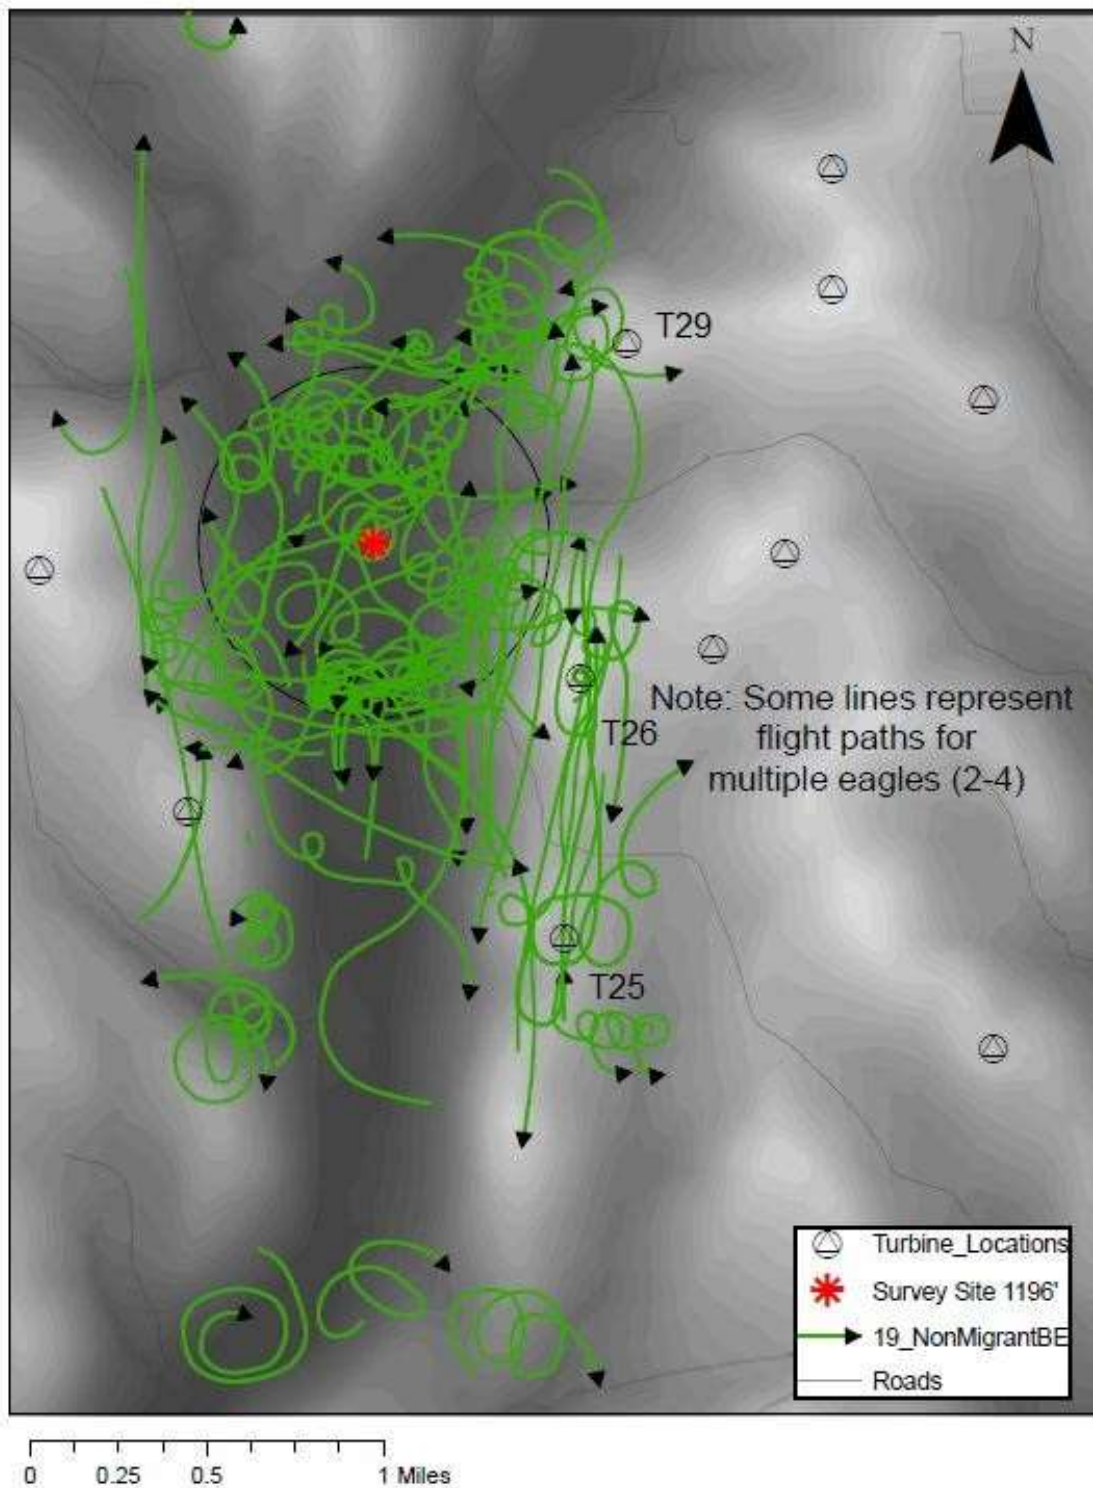 N
T29
Note: Some lines represent
flight paths for
multiple eagles (2-4)
T26
T25
Turbine_Locations
Survey Site 1196'
19_NonMigrantBE
Roads
0 0.25 0.5 1 Miles